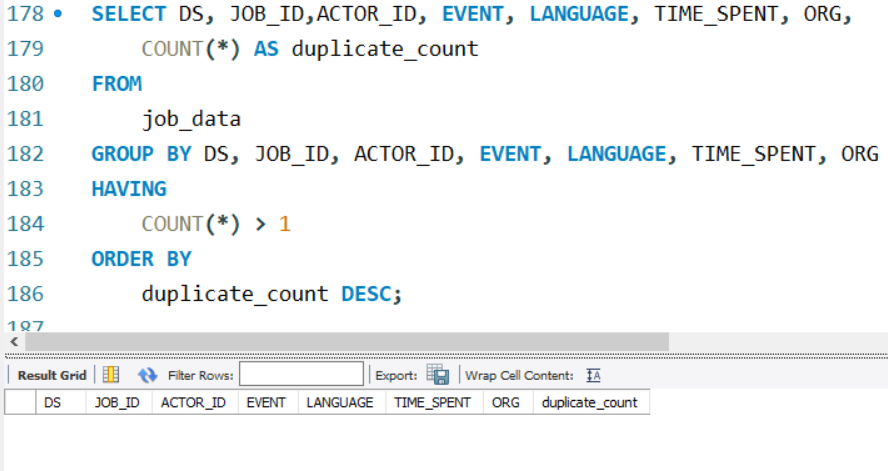 178 SELECT DS, JOB_ID,ACTOR_ID, EVENT, LANGUAGE, TIME_SPENT, ORG,
179 COUNT(*) AS duplicate_count
180 FROM
181 job_data
182 GROUP BY DS, JOB_ID, ACTOR_ID, EVENT, LANGUAGE, TIME_SPENT, ORG
183 HAVING
184 COUNT(*) > 1
185 ORDER BY
186 duplicate_count DESC;
187
Result Grid Filter Rows: Export: Wrap Cell Content: IA
DS JOB_ID ACTOR_ID EVENT LANGUAGE TIME_SPENT ORG duplicate_count